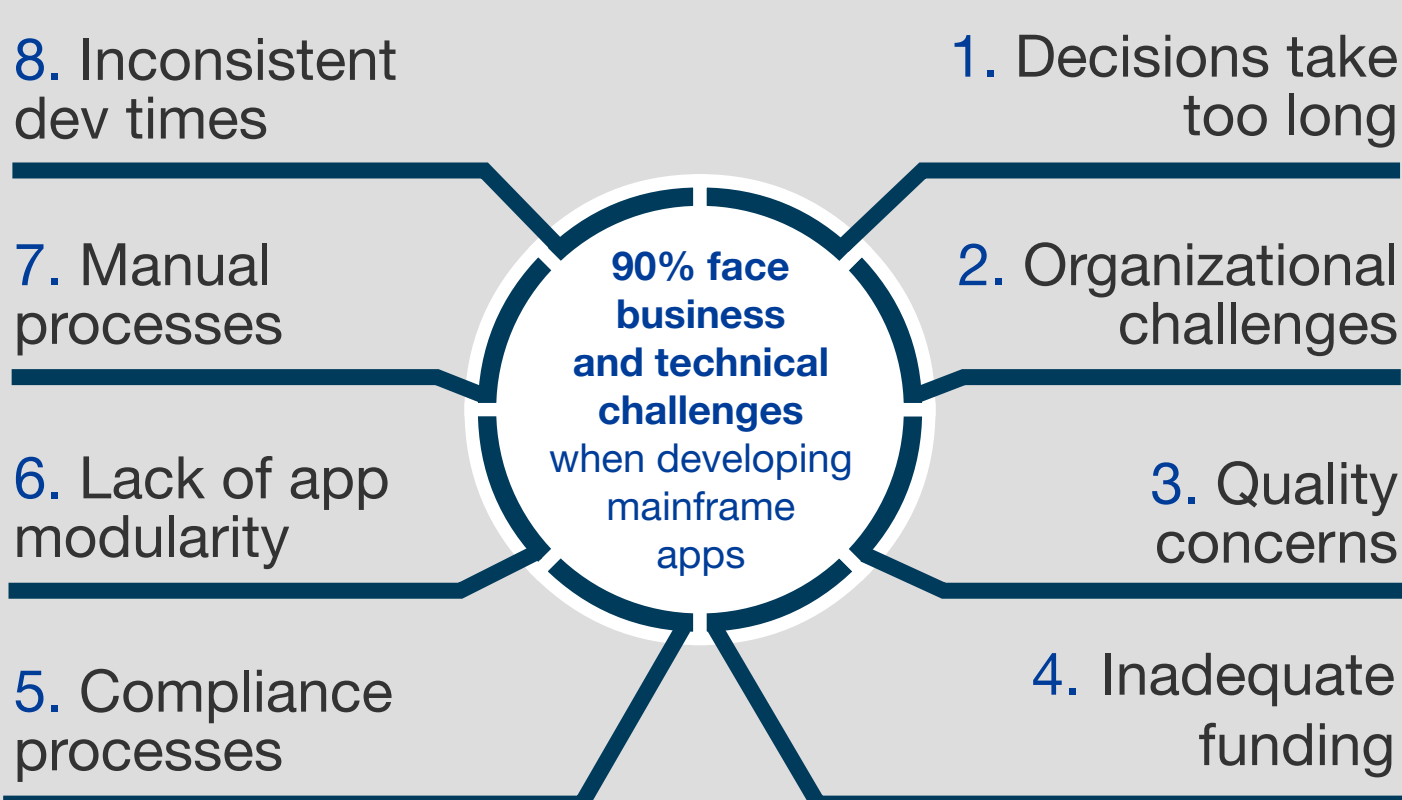 8. Inconsistent
dev times
1. Decisions take
too long
7. Manual
processes
90% face
business
and technical
challenges
when developing
mainframe
apps
2. Organizational
challenges
6. Lack of app
modularity
3. Quality
concerns
5. Compliance
processes
4. Inadequate
funding